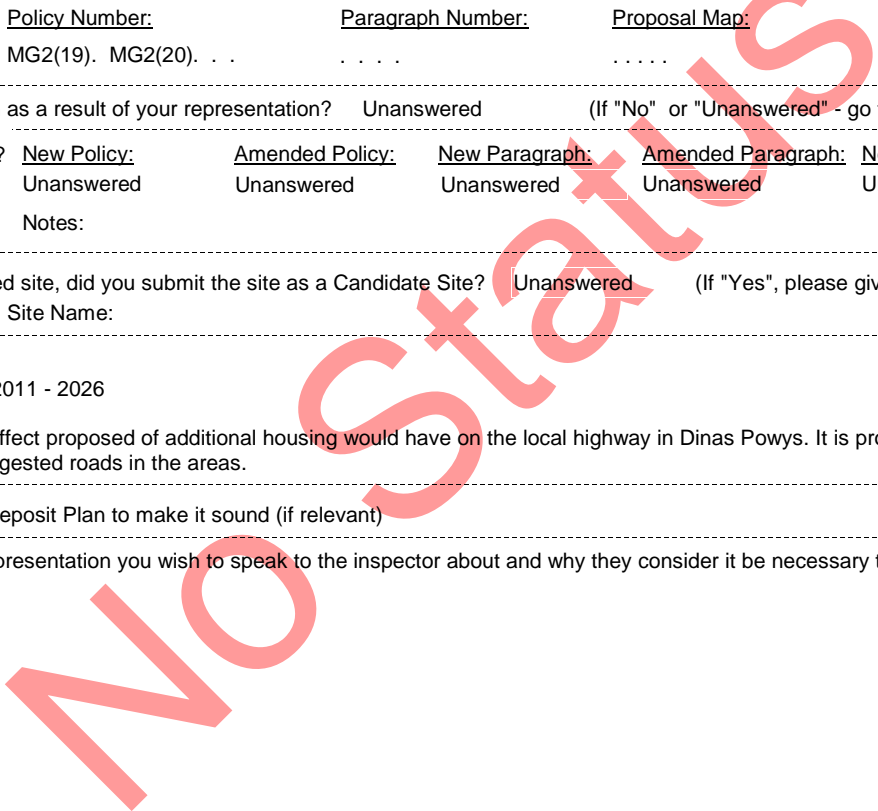 Policy Number: Paragraph Number: Proposal Map:
MG2(19). MG2(20). . . . . . . . . . . .
as a result of your representation? Unanswered (If "No" or "Unanswered" - go
? New Policy: Amended Policy: New Paragraph: Amended Paragraph:
Unanswered Unanswered Unanswered Unanswered U
Notes:
ed site, did you submit the site as a Candidate Site? Unanswered (If "Yes", please giv
Site Name:
2011 - 2026
ffect proposed of additional housing would have on the local highway in Dinas Powys. It is pro
gested roads in the areas.
eposit Plan to make it sound (if relevant)
presentation you wish to speak to the inspector about and why they consider it be necessary t
No Status